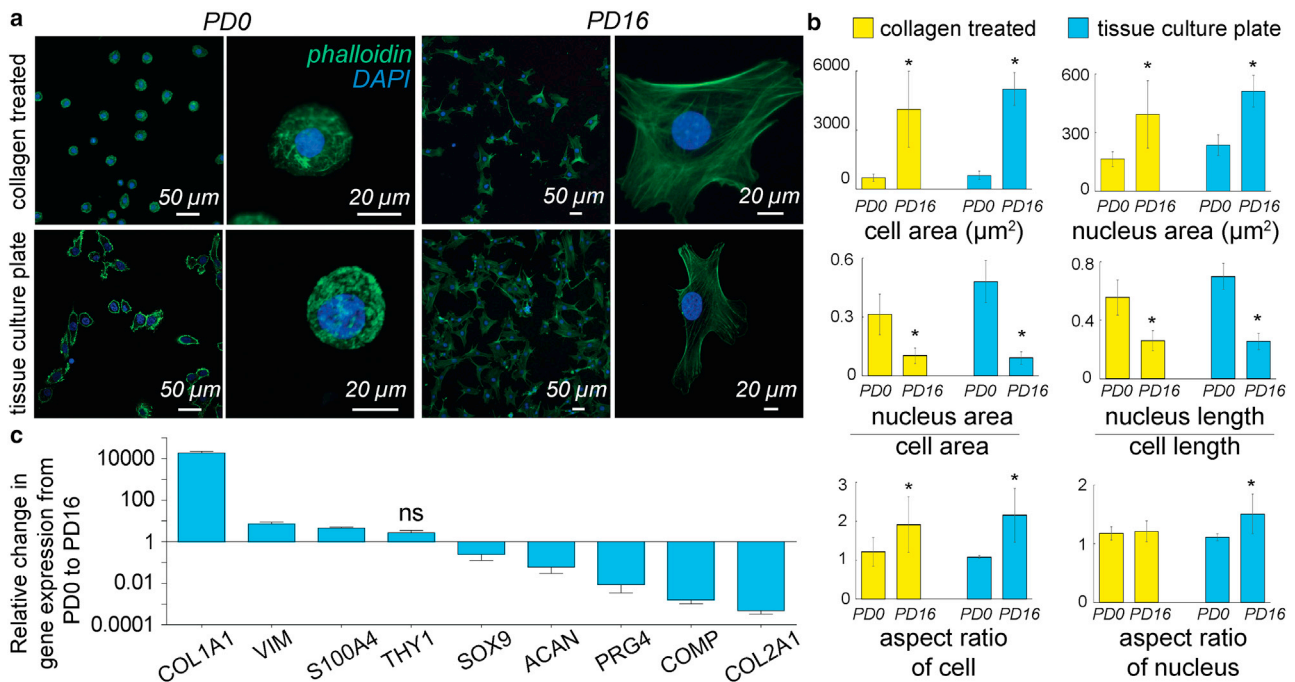 a
PD0
PD16
collagen treated
phalloidin
DAPI
50 µm
20 µm
50 µm
20 µm
tissue culture plate
50 µm
20 µm
50 µm
20 µm
b
collagen treated
tissue culture plate
6000
3000
0
* *
PD0 PD16 PD0 PD16
cell area (µm²)
600
300
0
* *
PD0 PD16 PD0 PD16
nucleus area (µm²)
0.6
0.3
0
* *
PD0 PD16 PD0 PD16
nucleus area
cell area
0.8
0.4
0
* *
PD0 PD16 PD0 PD16
nucleus length
cell length
3
2
1
0
* *
PD0 PD16 PD0 PD16
aspect ratio
of cell
2
1
0
*
PD0 PD16 PD0 PD16
aspect ratio
of nucleus
c
Relative change in
gene expression from
PD0 to PD16
10000
100
1
0.01
0.0001
ns
COL1A1 VIM S100A4 THY1 SOX9 ACAN PRG4 COMP COL2A1